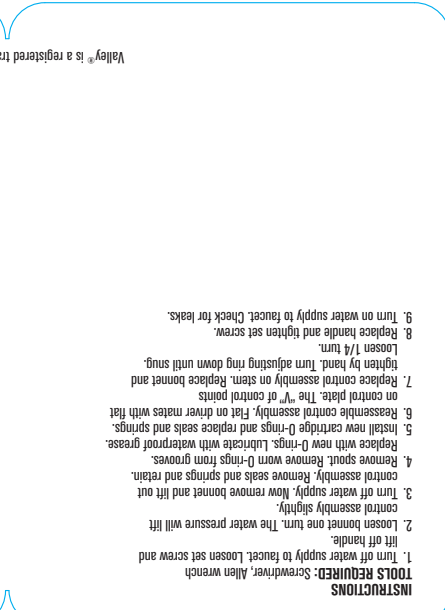 INSTRUCTIONS
TOOLS REQUIRED: Screwdriver, Allen wrench
1. Turn off water supply to faucet. Loosen set screw and
lift off handle.
2. Loosen bonnet one turn. The water pressure will lift
control assembly slightly.
3. Turn off water supply. Now remove bonnet and lift out
control assembly. Remove seals and springs and retain.
4. Remove spout. Remove worn O-rings from grooves.
Replace with new O-rings. Lubricate with waterproof grease.
5. Install new cartridge O-rings and replace seals and springs.
6. Reassemble control assembly. Flat on driver mates with flat
on control plate. The "V" of control points
7. Replace control assembly on stem. Replace bonnet and
tighten by hand. Turn adjusting ring down until snug.
Loosen 1/4 turn.
8. Replace handle and tighten set screw.
9. Turn on water supply to faucet. Check for leaks.
Valley® is a registered tra